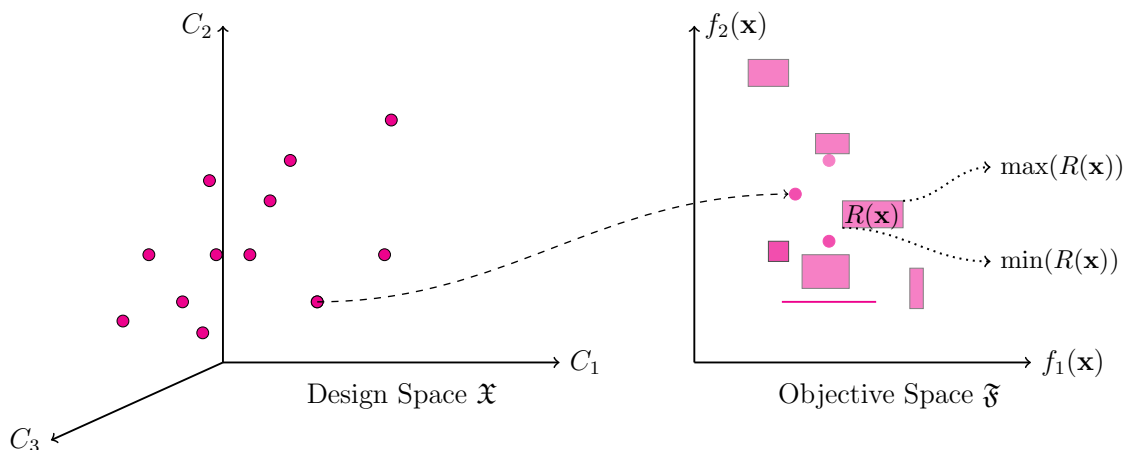 C₂
f₂(𝐱)
max(R(𝐱))
R(𝐱)
min(R(𝐱))
C₁
f₁(𝐱)
Design Space 𝔛
Objective Space 𝔉
C₃